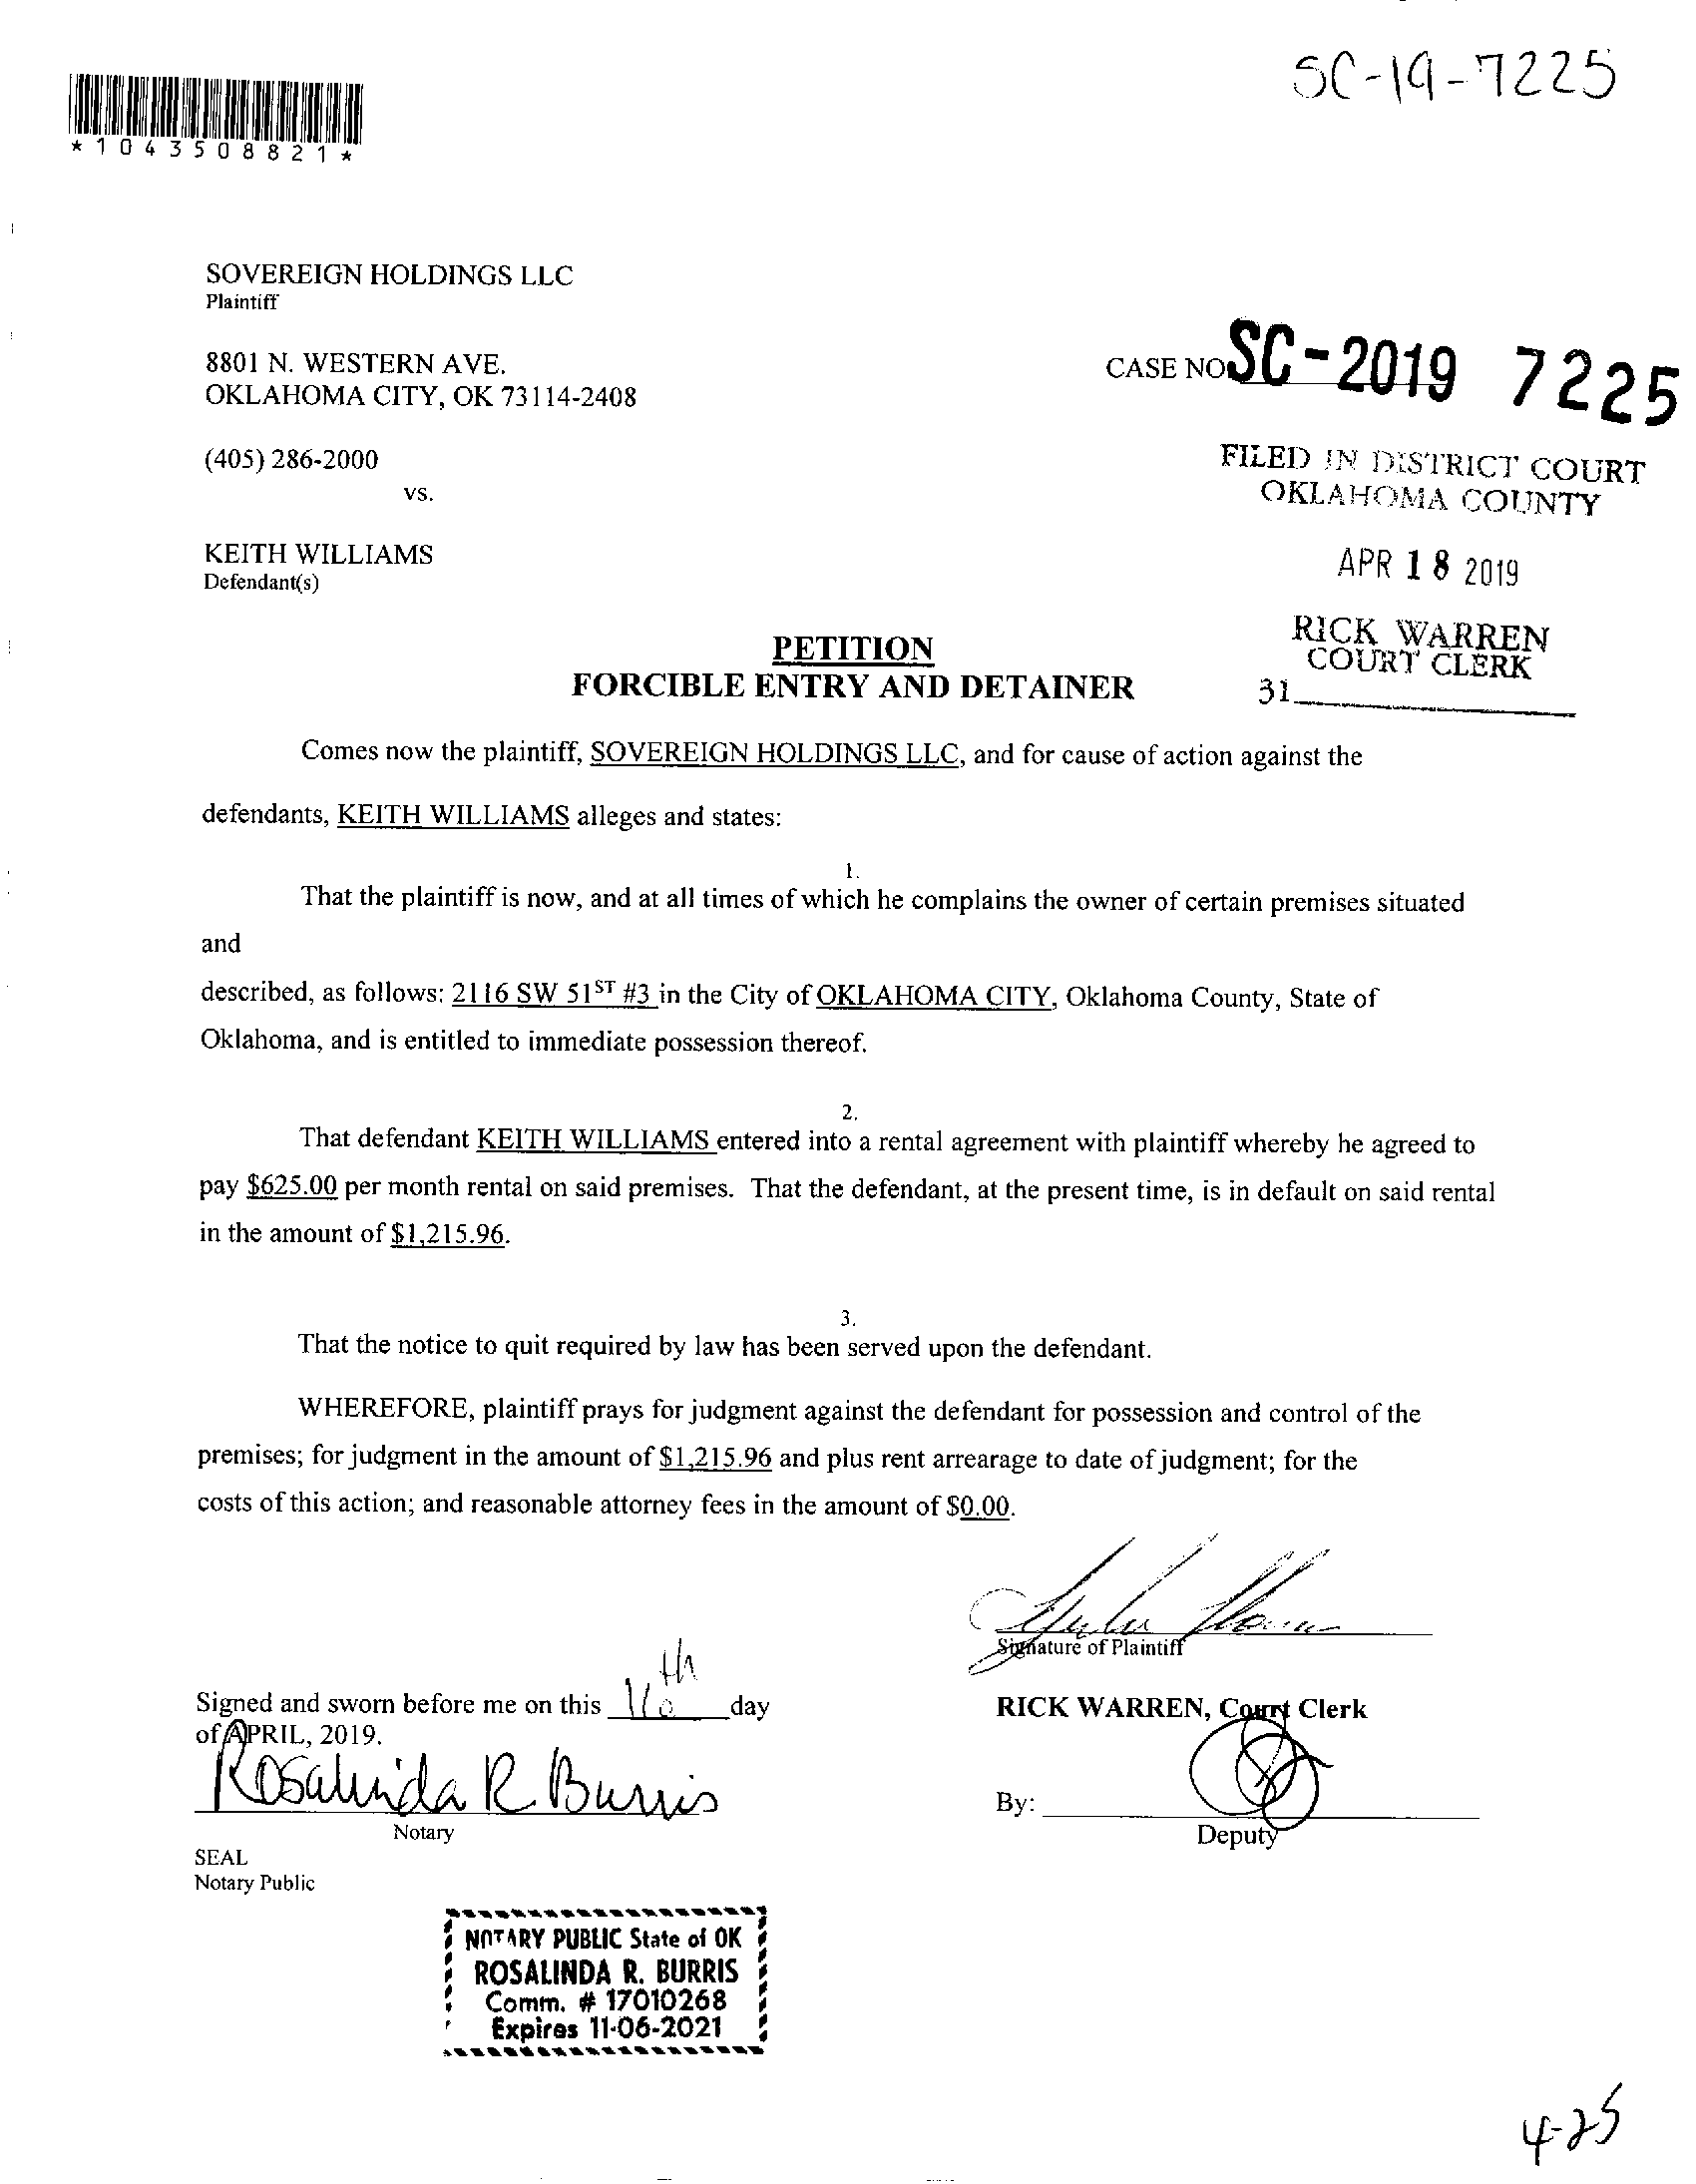 SC-19-7225
*1043508821*
SOVEREIGN HOLDINGS LLC
Plaintiff
8801 N. WESTERN AVE.
OKLAHOMA CITY, OK 73114-2408
CASE NO SC-2019 7225
(405) 286-2000
vs.
FILED IN DISTRICT COURT
OKLAHOMA COUNTY
KEITH WILLIAMS
Defendant(s)
APR 18 2019
RICK WARREN
COURT CLERK
31
PETITION
FORCIBLE ENTRY AND DETAINER
Comes now the plaintiff, SOVEREIGN HOLDINGS LLC, and for cause of action against the
defendants, KEITH WILLIAMS alleges and states:
1.
That the plaintiff is now, and at all times of which he complains the owner of certain premises situated
and
described, as follows: 2116 SW 51ST #3 in the City of OKLAHOMA CITY, Oklahoma County, State of
Oklahoma, and is entitled to immediate possession thereof.
2.
That defendant KEITH WILLIAMS entered into a rental agreement with plaintiff whereby he agreed to
pay $625.00 per month rental on said premises. That the defendant, at the present time, is in default on said rental
in the amount of $1,215.96.
3.
That the notice to quit required by law has been served upon the defendant.
WHEREFORE, plaintiff prays for judgment against the defendant for possession and control of the
premises; for judgment in the amount of $1,215.96 and plus rent arrearage to date of judgment; for the
costs of this action; and reasonable attorney fees in the amount of $0.00.
Signature of Plaintiff
Signed and sworn before me on this 16th day
of APRIL, 2019.
RICK WARREN, Court Clerk
Rosalinda R Burris
Notary
By:
Deputy
SEAL
Notary Public
NOTARY PUBLIC State of OK
ROSALINDA R. BURRIS
Comm. # 17010268
Expires 11-06-2021
4-25